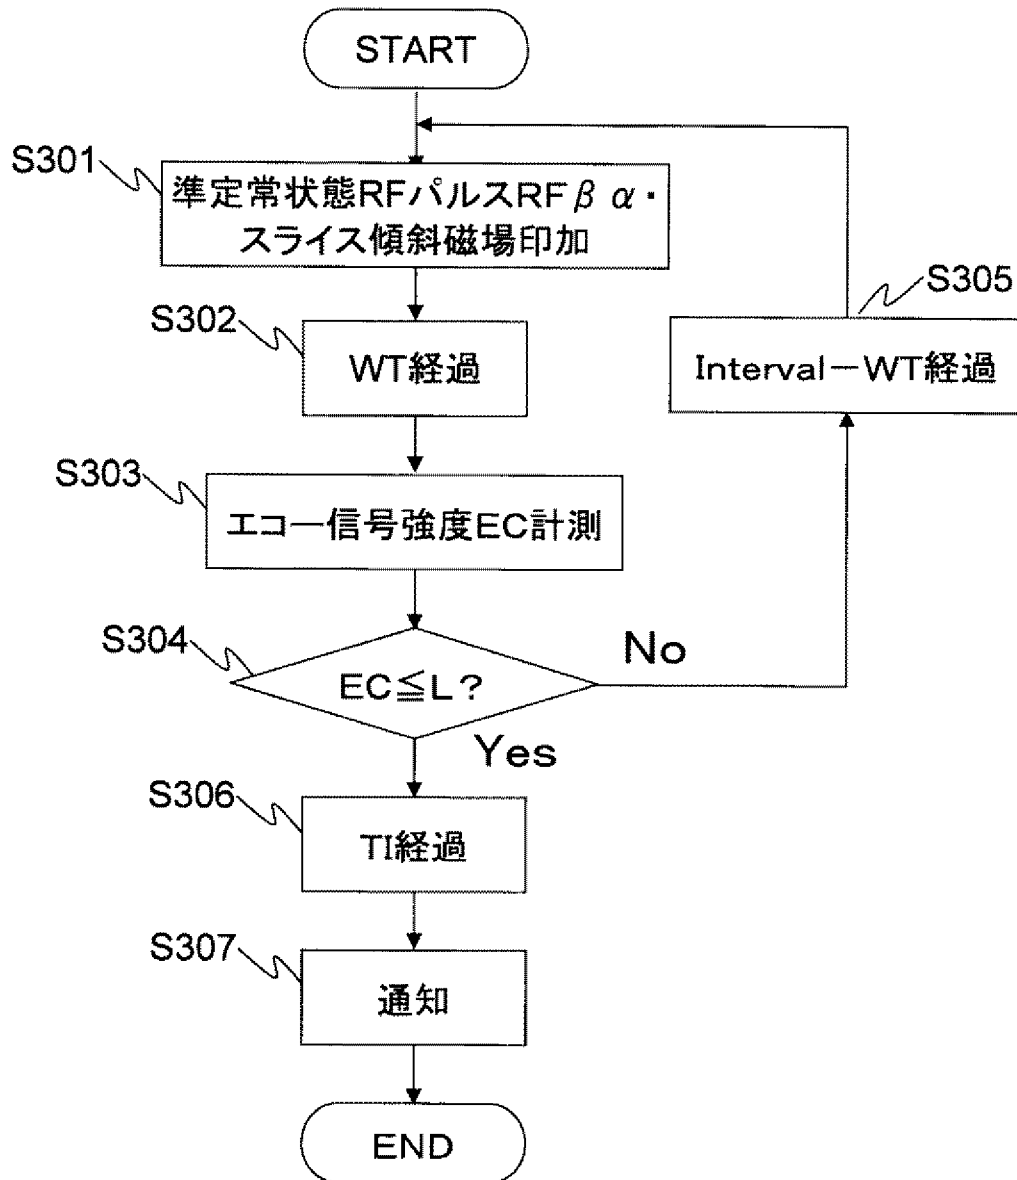 START
S301
準定常状態RFパルスRFβ α・
スライス傾斜磁場印加
S302
WT経過
S303
エコー信号強度EC計測
S304
EC≦L?
No
Yes
S305
Interval－WT経過
S306
TI経過
S307
通知
END